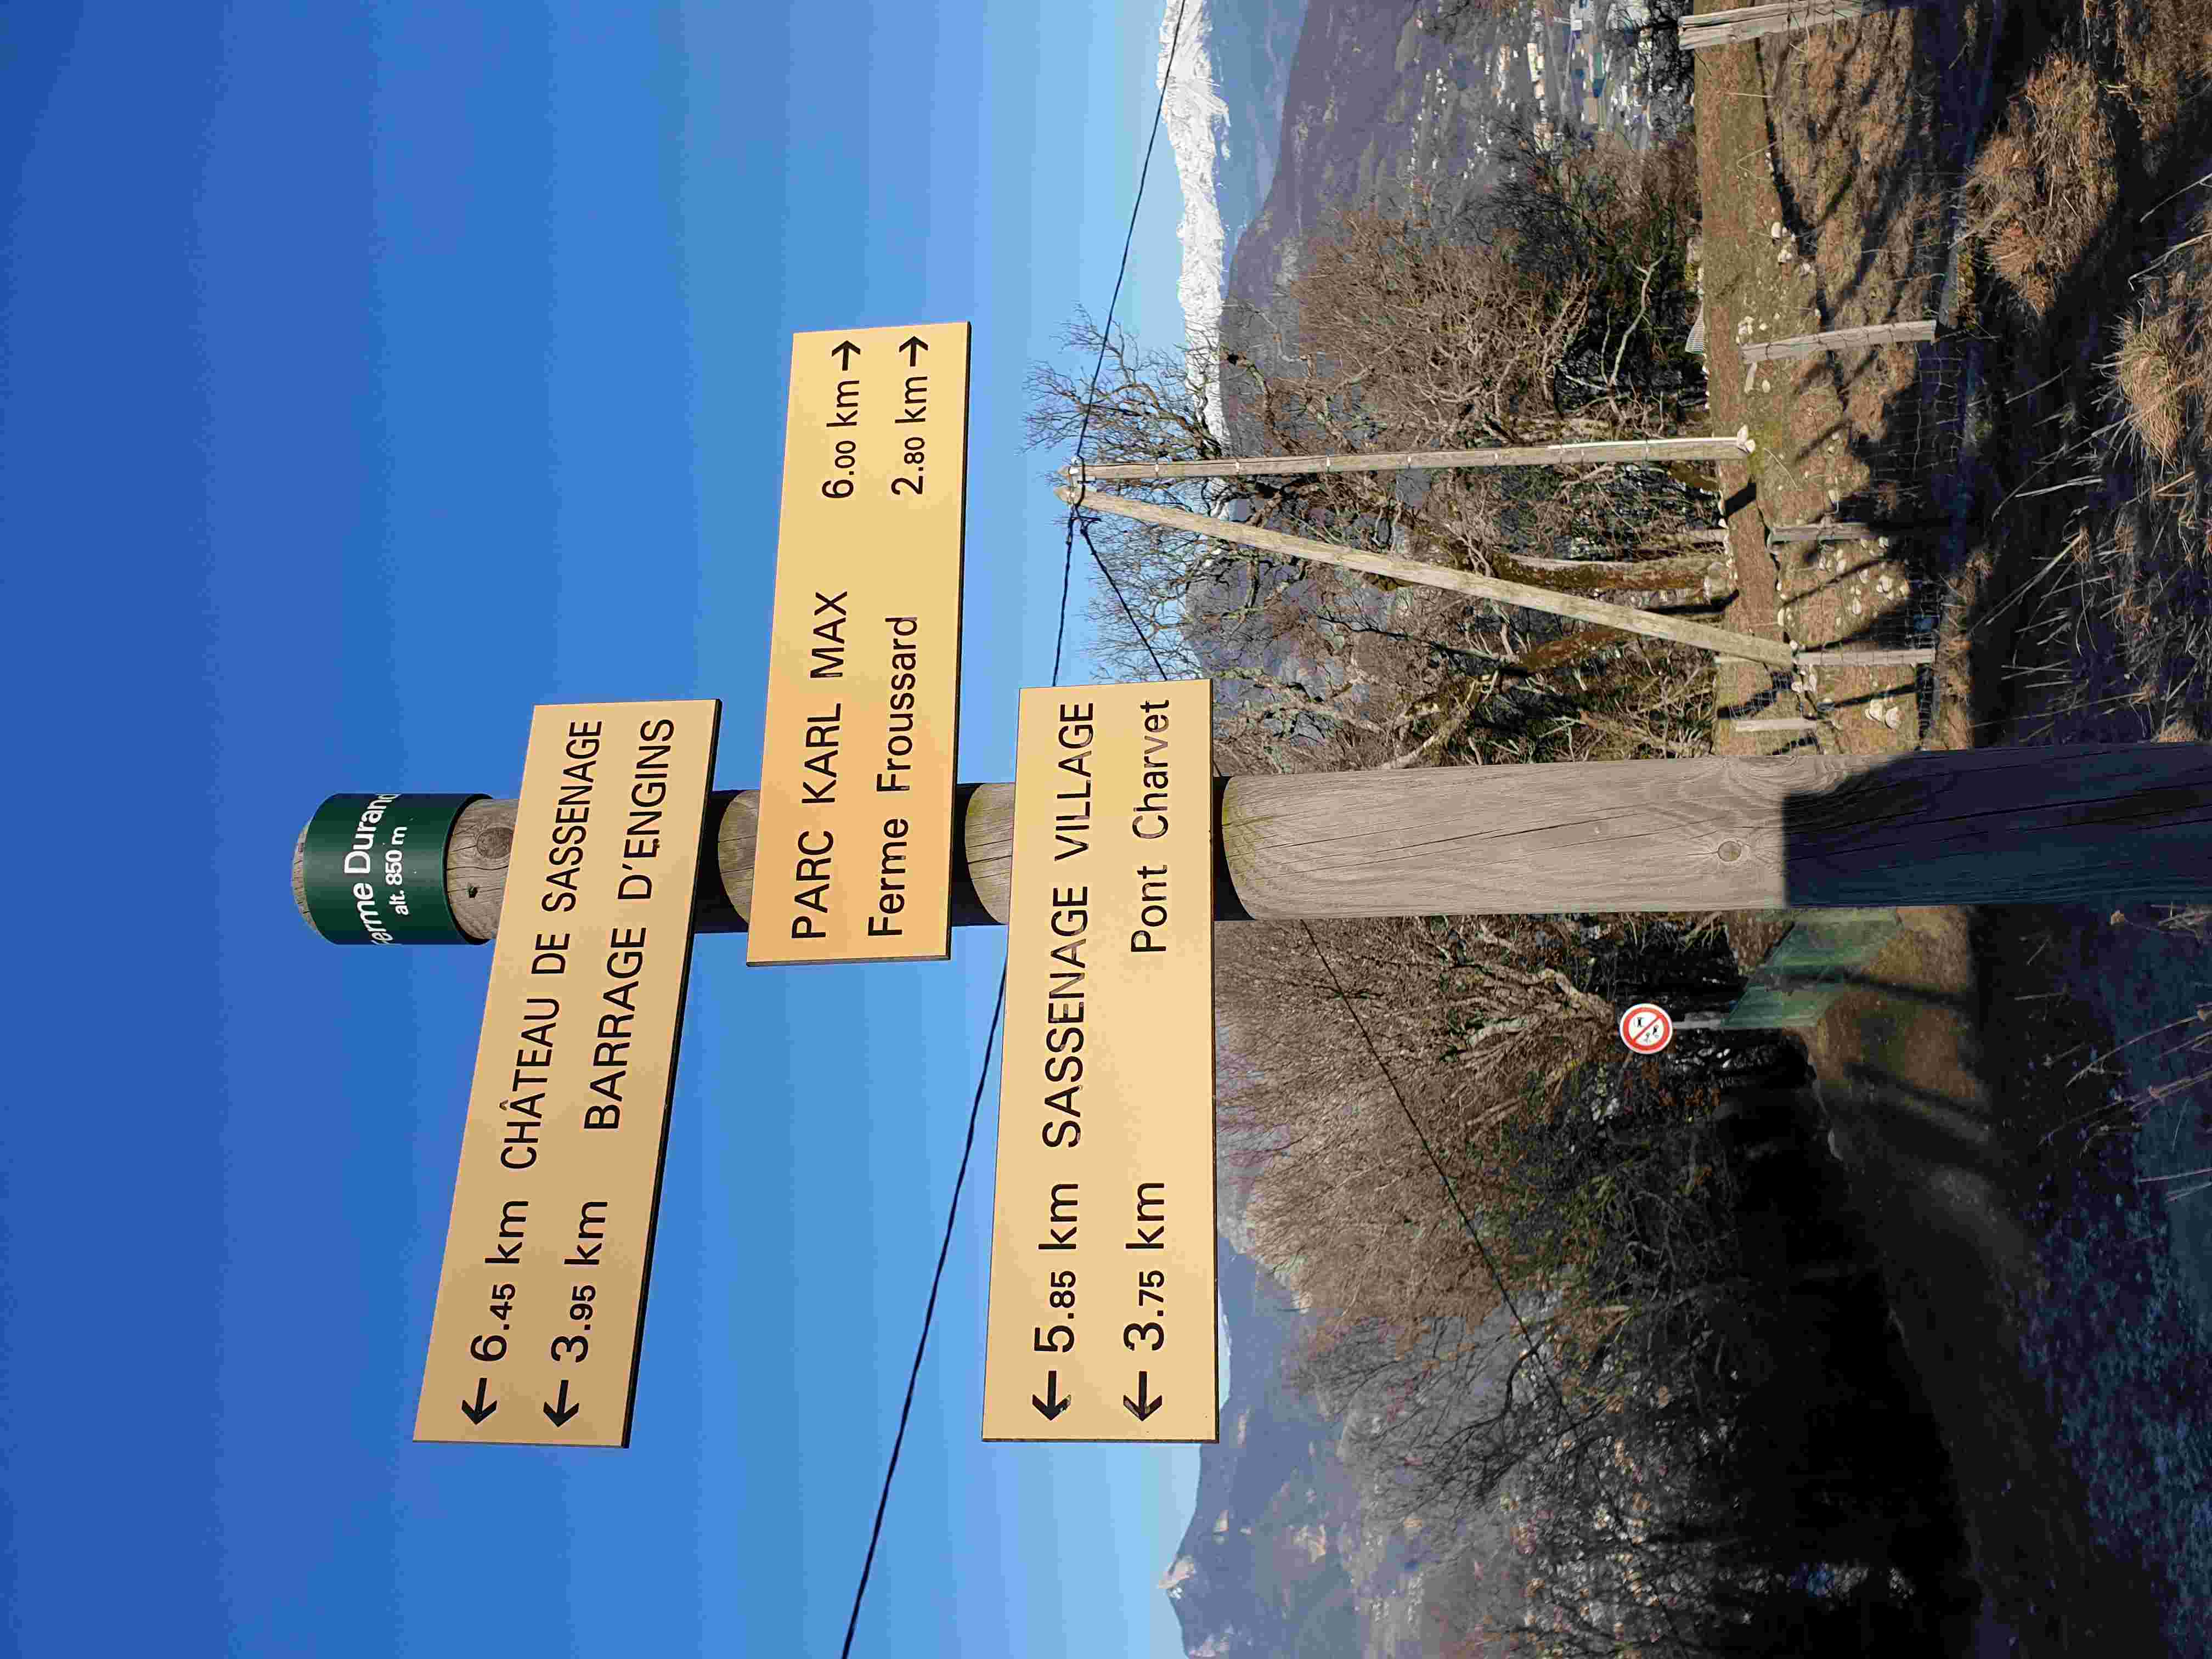 Ferme Durand
alt. 850 m
← 6.45 km CHÂTEAU DE SASSENAGE
← 3.95 km BARRAGE D'ENGINS
PARC KARL MAX 6.00 km →
Ferme Froussard 2.80 km →
← 5.85 km SASSENAGE VILLAGE
← 3.75 km Pont Charvet